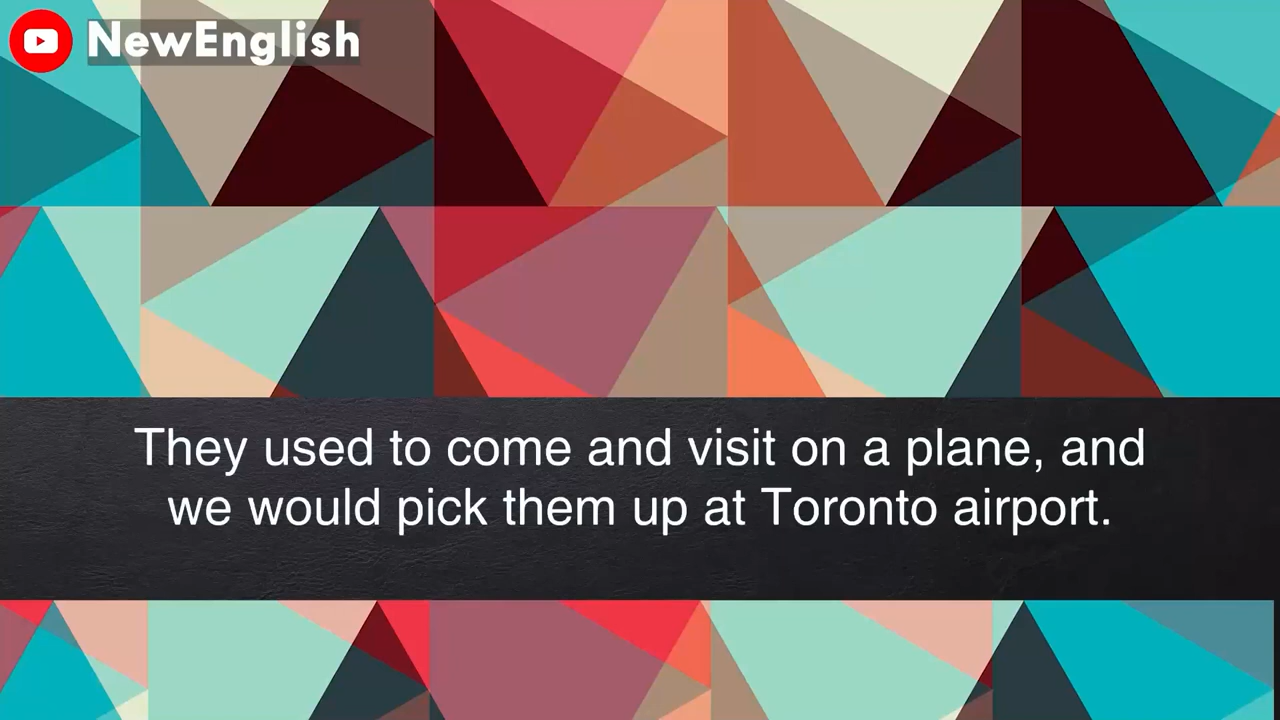 NewEnglish
They used to come and visit on a plane, and
we would pick them up at Toronto airport.